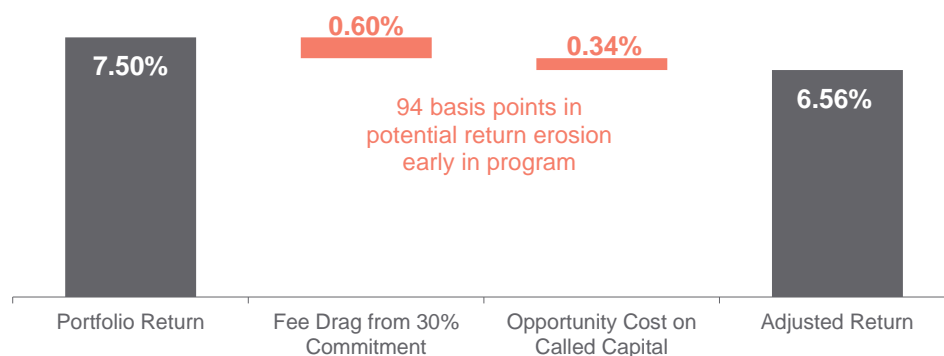 7.50%
0.60%
0.34%
6.56%
94 basis points in
potential return erosion
early in program
Portfolio Return
Fee Drag from 30%
Commitment
Opportunity Cost on
Called Capital
Adjusted Return